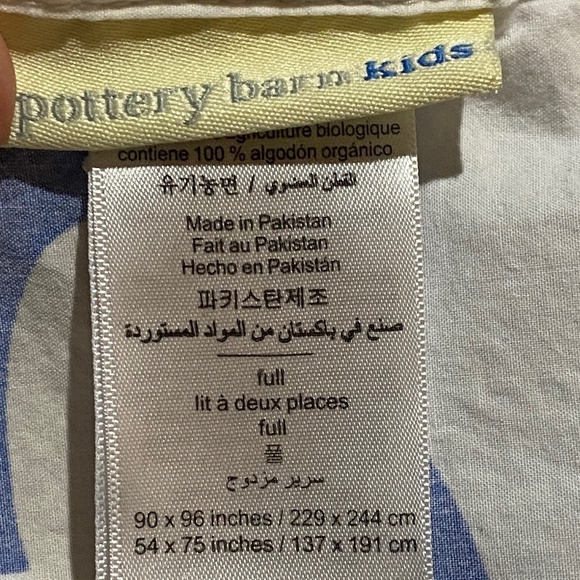 pottery barn kids
agriculture biologique
contiene 100 % algodón orgánico
유기농면 / القطن العضوي
Made in Pakistan
Fait au Pakistan
Hecho en Pakistán
파키스탄제조
صنع في باكستان من المواد المستوردة
full
lit à deux places
full
풀
سرير مزدوج
90 x 96 inches / 229 x 244 cm
54 x 75 inches / 137 x 191 cm